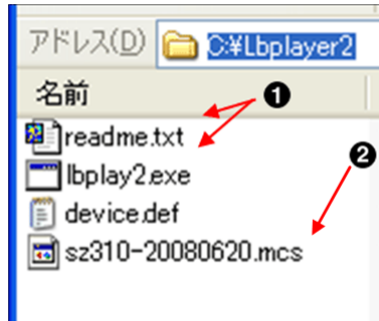 アドレス(D) C:¥Lbplayer2
名前
❶
readme.txt
lbplay2.exe
❷
device.def
sz310-20080620.mcs